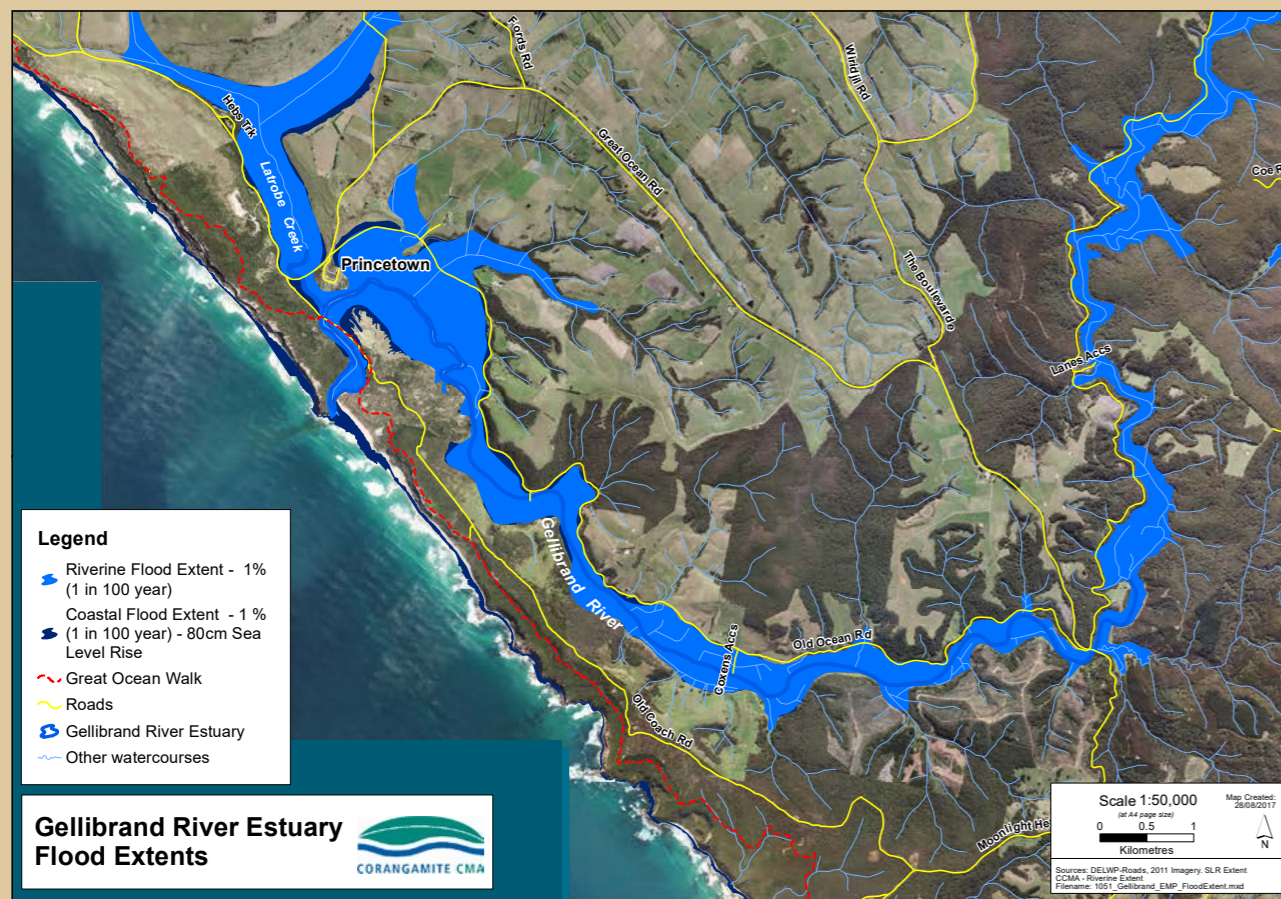 Fords Rd
Wiridjil Rd
Hebs Trk
Great Ocean Rd
Latrobe Creek
Coe R
Princetown
The Boulevarde
Lanes Accs
Gellibrand River
Coxens Accs
Old Ocean Rd
Old Coach Rd
Moonlight He
Legend
Riverine Flood Extent - 1%
(1 in 100 year)
Coastal Flood Extent - 1 %
(1 in 100 year) - 80cm Sea
Level Rise
Great Ocean Walk
Roads
Gellibrand River Estuary
Other watercourses
Gellibrand River Estuary
Flood Extents
CORANGAMITE CMA
Scale 1:50,000
(at A4 page size)
0 0.5 1
Kilometres
Map Created:
28/08/2017
N
Sources: DELWP-Roads, 2011 Imagery. SLR Extent
CCMA - Riverine Extent
Filename: 1051_Gellibrand_EMP_FloodExtent.mxd